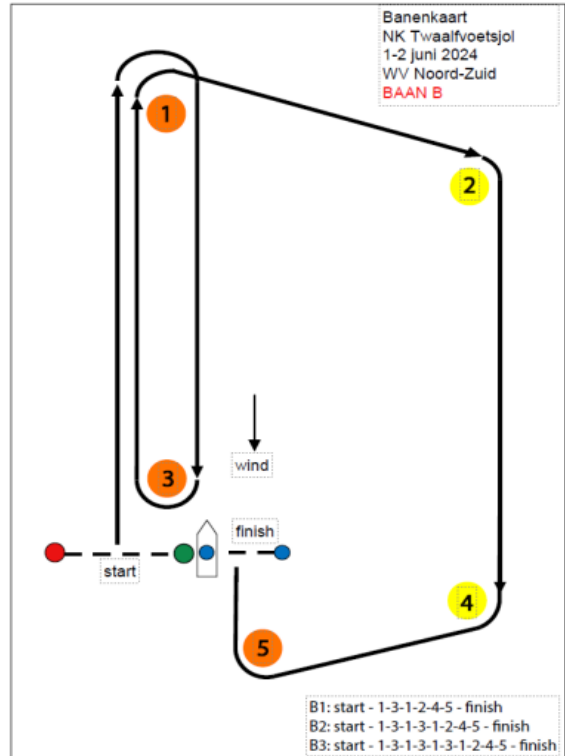 Banenkaart
NK Twaalfvoetsjol
1-2 juni 2024
WV Noord-Zuid
BAAN B
1
2
wind
3
finish
start
4
5
B1: start - 1-3-1-2-4-5 - finish
B2: start - 1-3-1-3-1-2-4-5 - finish
B3: start - 1-3-1-3-1-3-1-2-4-5 - finish